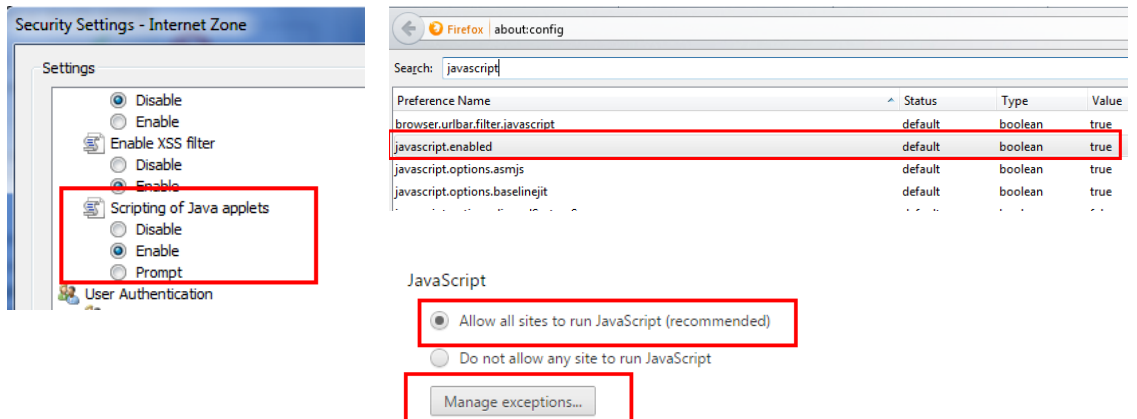 Security Settings - Internet Zone
Settings
Disable
Enable
Enable XSS filter
Disable
Enable
Scripting of Java applets
Disable
Enable
Prompt
User Authentication
Firefox about:config
Search: javascript
Preference Name Status Type Value
browser.urlbar.filter.javascript default boolean true
javascript.enabled default boolean true
javascript.options.asmjs default boolean true
javascript.options.baselinejit default boolean true
JavaScript
Allow all sites to run JavaScript (recommended)
Do not allow any site to run JavaScript
Manage exceptions...